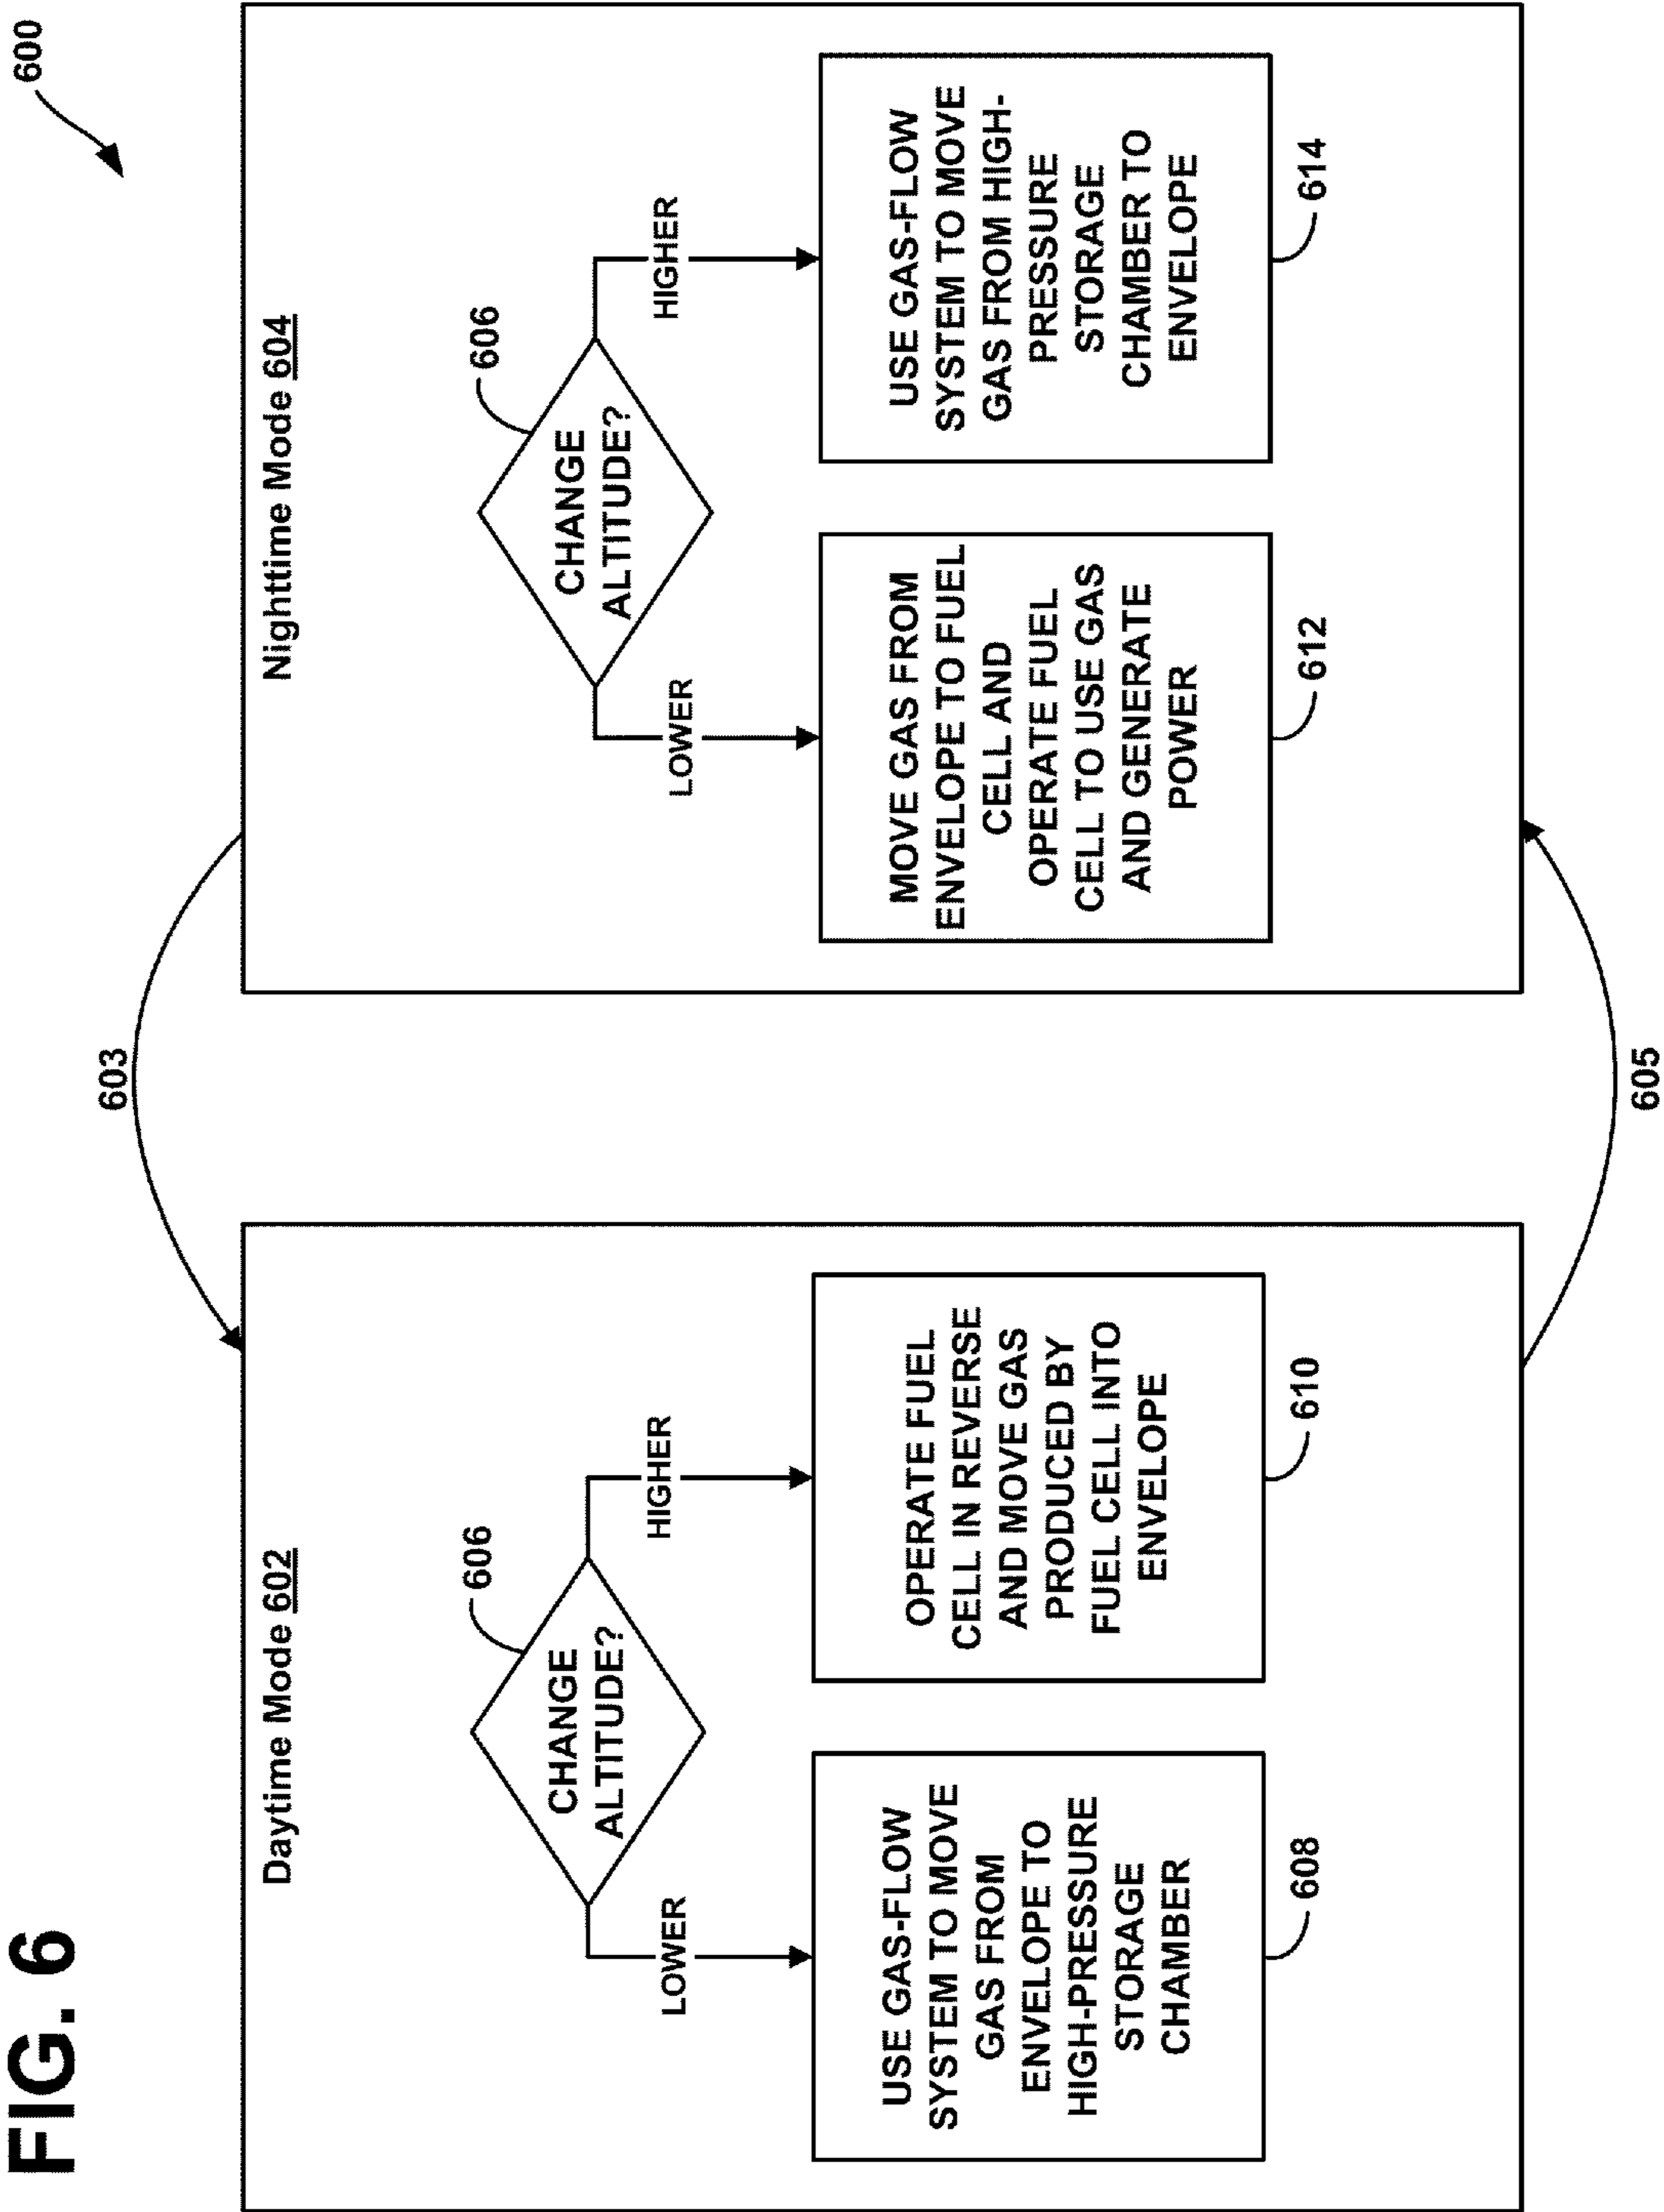 FIG. 6
600
603
Daytime Mode 602
606
CHANGE
ALTITUDE?
LOWER
HIGHER
USE GAS-FLOW
SYSTEM TO MOVE
GAS FROM
ENVELOPE TO
HIGH-PRESSURE
STORAGE
CHAMBER
608
OPERATE FUEL
CELL IN REVERSE
AND MOVE GAS
PRODUCED BY
FUEL CELL INTO
ENVELOPE
610
Nighttime Mode 604
606
CHANGE
ALTITUDE?
LOWER
HIGHER
MOVE GAS FROM
ENVELOPE TO FUEL
CELL AND
OPERATE FUEL
CELL TO USE GAS
AND GENERATE
POWER
612
USE GAS-FLOW
SYSTEM TO MOVE
GAS FROM HIGH-
PRESSURE
STORAGE
CHAMBER TO
ENVELOPE
614
605